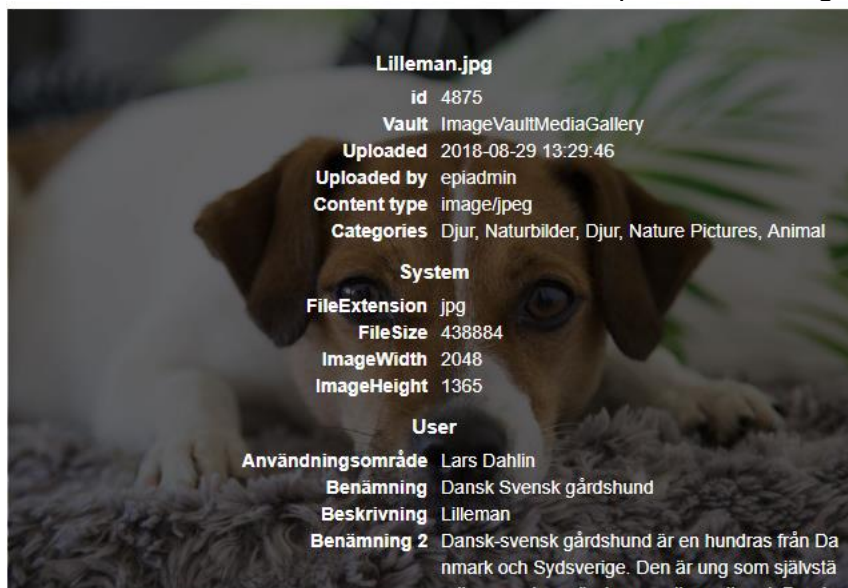 Lilleman.jpg
id 4875
Vault ImageVaultMediaGallery
Uploaded 2018-08-29 13:29:46
Uploaded by epiadmin
Content type image/jpeg
Categories Djur, Naturbilder, Djur, Nature Pictures, Animal
System
FileExtension jpg
FileSize 438884
ImageWidth 2048
ImageHeight 1365
User
Användningsområde Lars Dahlin
Benämning Dansk Svensk gårdshund
Beskrivning Lilleman
Benämning 2 Dansk-svensk gårdshund är en hundras från Da
nmark och Sydsverige. Den är ung som självstä